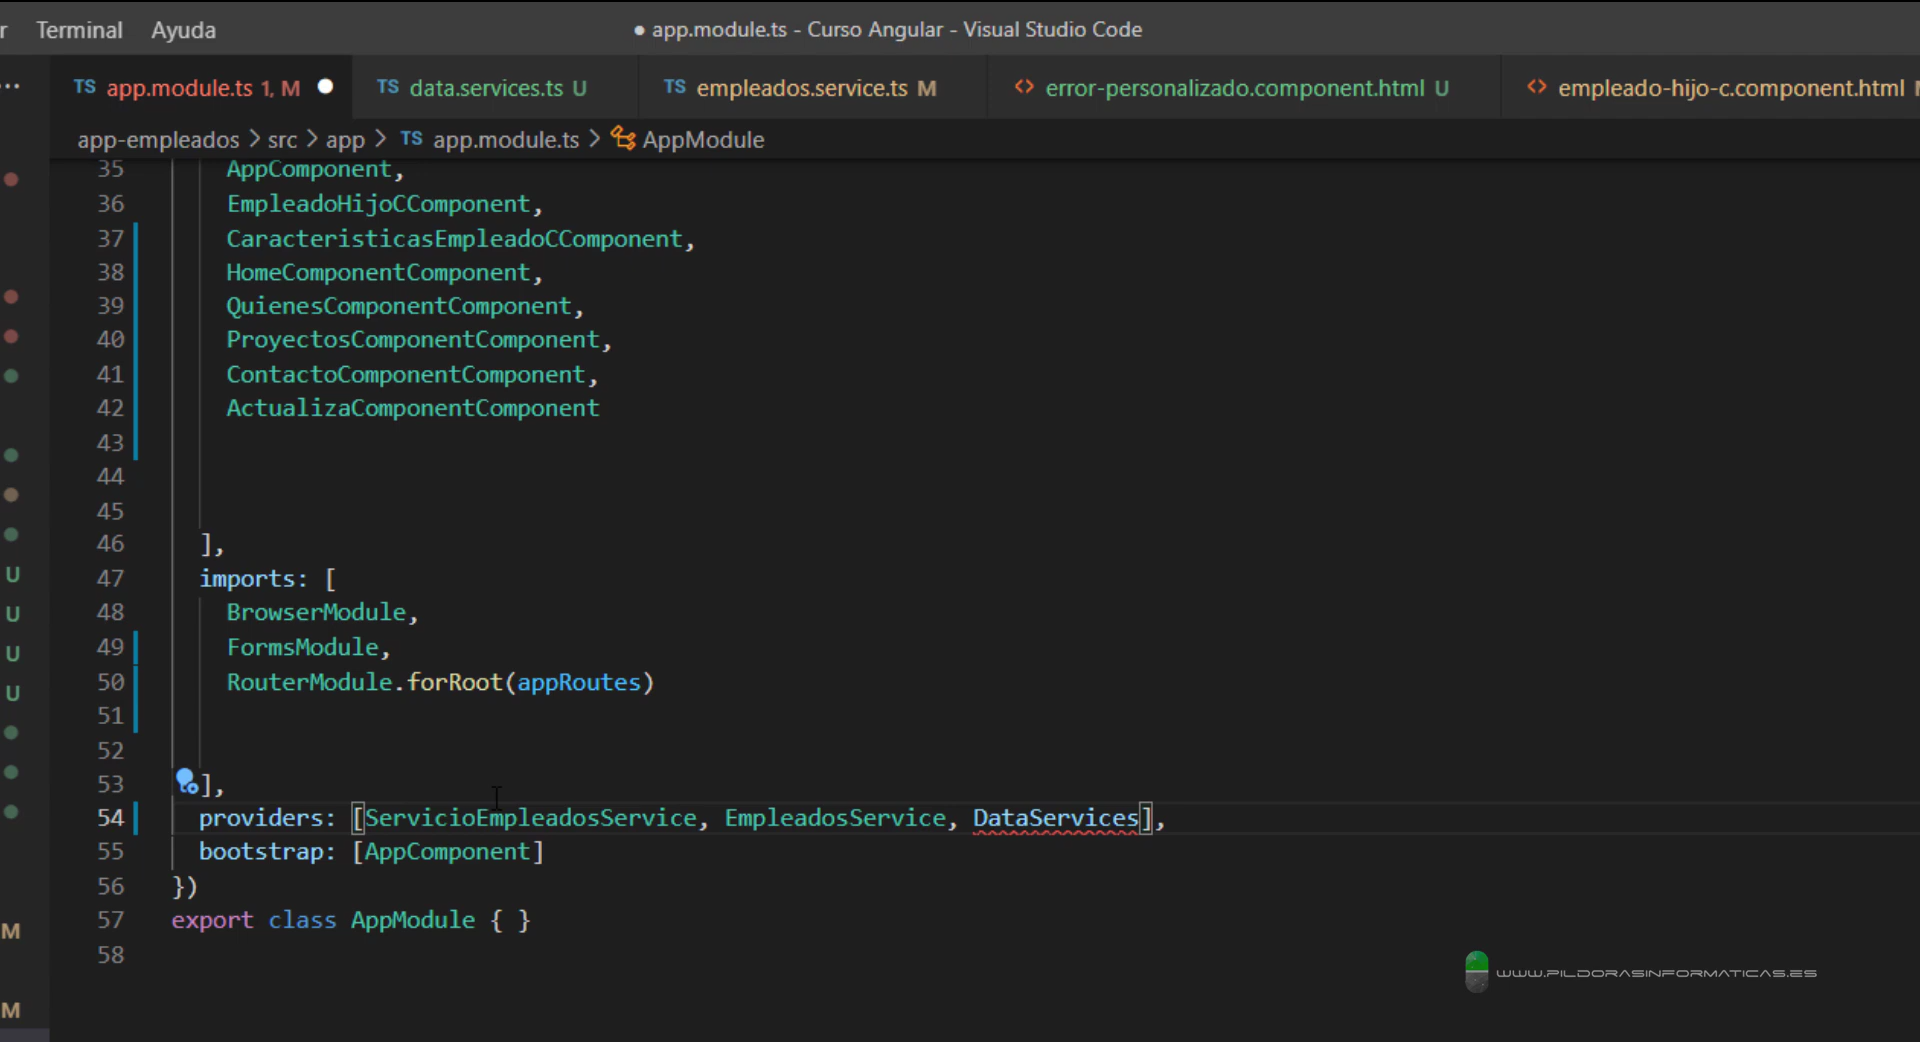 r Terminal Ayuda ● app.module.ts - Curso Angular - Visual Studio Code
... TS app.module.ts 1, M ● TS data.services.ts U TS empleados.service.ts M <> error-personalizado.component.html U <> empleado-hijo-c.component.html M
app-empleados > src > app > TS app.module.ts > AppModule
35 AppComponent,
36 EmpleadoHijoCComponent,
37 CaracteristicasEmpleadoCComponent,
38 HomeComponentComponent,
39 QuienesComponentComponent,
40 ProyectosComponentComponent,
41 ContactoComponentComponent,
42 ActualizaComponentComponent
43
44
45
46 ],
47 imports: [
48 BrowserModule,
49 FormsModule,
50 RouterModule.forRoot(appRoutes)
51
52
53 ],
54 providers: [ServicioEmpleadosService, EmpleadosService, DataServices],
55 bootstrap: [AppComponent]
56 })
57 export class AppModule { }
58
U
U
U
U
M
M
WWW.PILDORASINFORMATICAS.ES